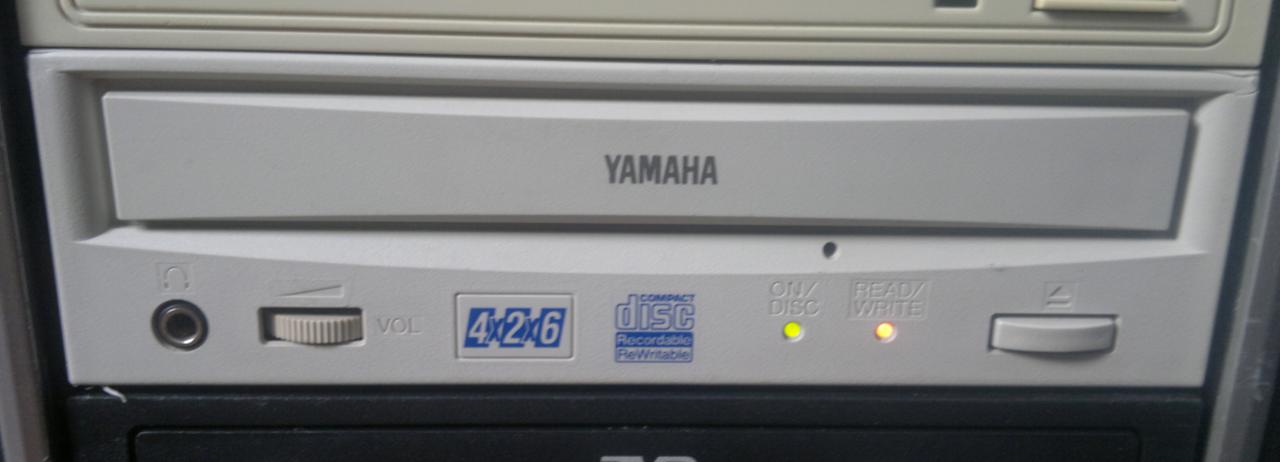 YAMAHA
VOL
4x2x6
COMPACT
disc
Recordable
ReWritable
ON/
DISC
READ/
WRITE